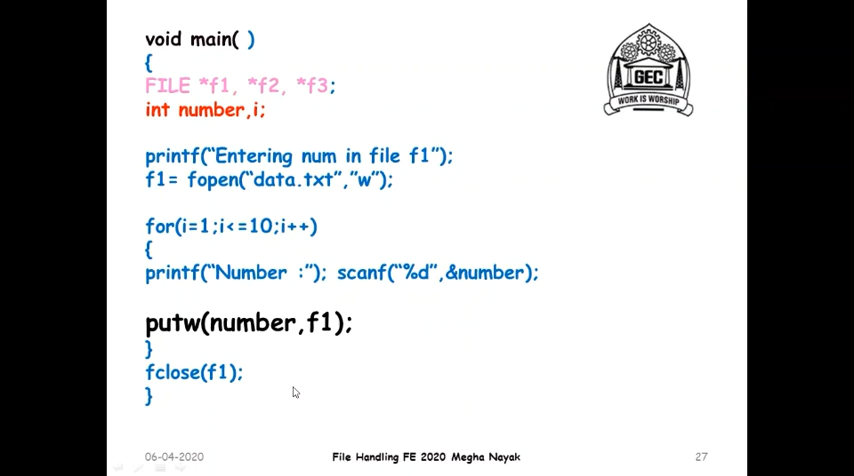 void main( )
{
FILE *f1, *f2, *f3;
int number,i;
printf(“Entering num in file f1”);
f1= fopen(“data.txt”,”w”);
for(i=1;i<=10;i++)
{
printf(“Number :”); scanf(“%d”,&number);
putw(number,f1);
}
fclose(f1);
}
GEC
WORK IS WORSHIP
06-04-2020
File Handling FE 2020 Megha Nayak
27